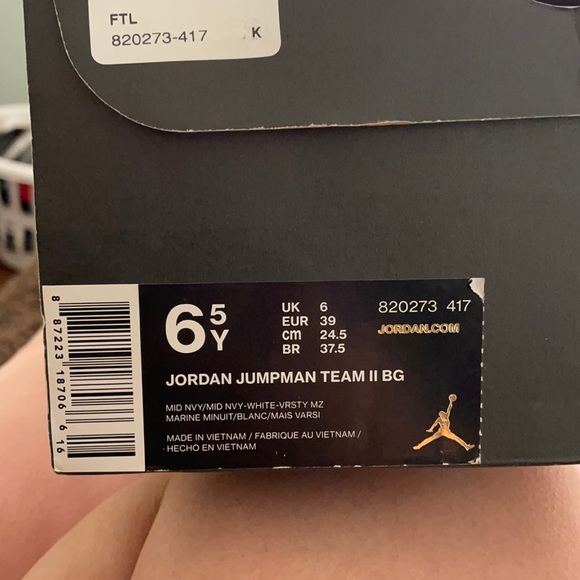 FTL
820273-417 K
6 5 Y
UK 6
EUR 39
cm 24.5
BR 37.5
820273 417
JORDAN.COM
JORDAN JUMPMAN TEAM II BG
MID NVY/MID NVY-WHITE-VRSTY MZ
MARINE MINUIT/BLANC/MAIS VARSI
MADE IN VIETNAM / FABRIQUE AU VIETNAM /
HECHO EN VIETNAM
8 87223 18706 6 16